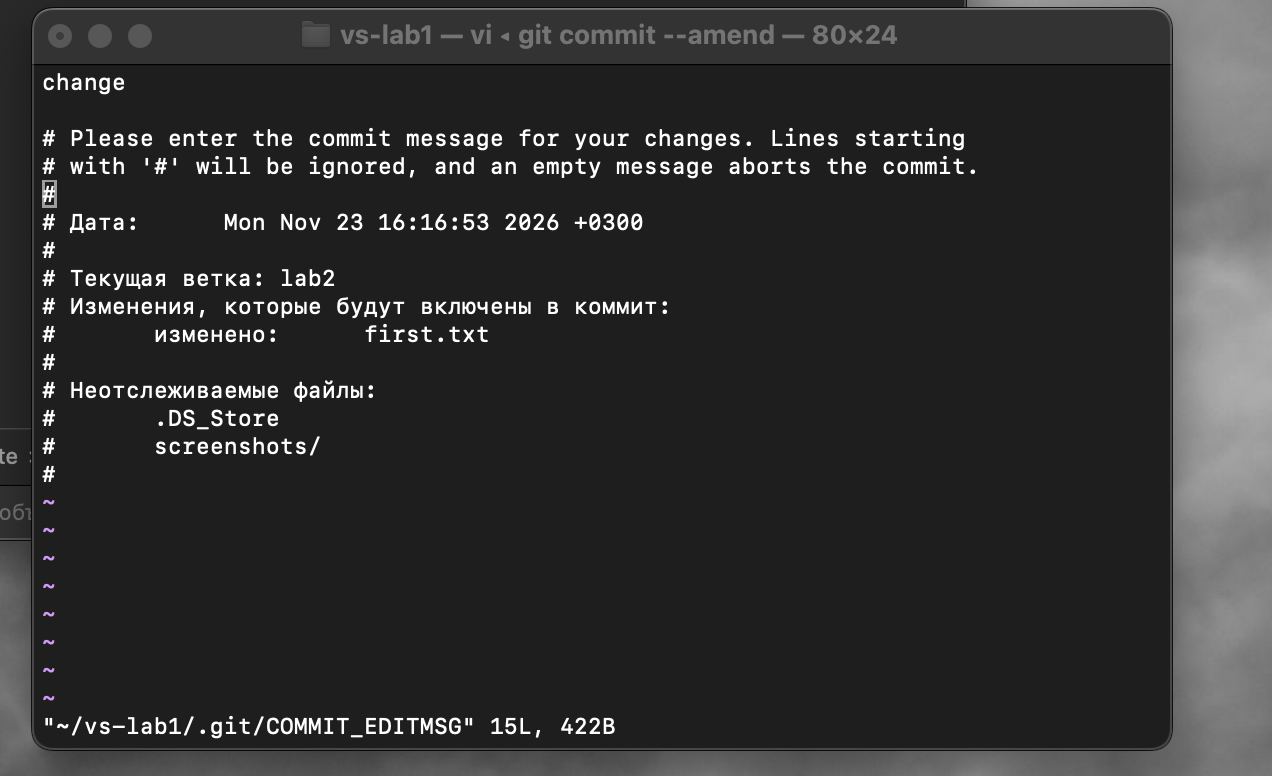 vs-lab1 — vi ◂ git commit --amend — 80×24
change
# Please enter the commit message for your changes. Lines starting
# with '#' will be ignored, and an empty message aborts the commit.
#
# Дата:      Mon Nov 23 16:16:53 2026 +0300
#
# Текущая ветка: lab2
# Изменения, которые будут включены в коммит:
#       изменено:      first.txt
#
# Неотслеживаемые файлы:
#       .DS_Store
#       screenshots/
#
~
~
~
~
~
~
~
~
"~/vs-lab1/.git/COMMIT_EDITMSG" 15L, 422B